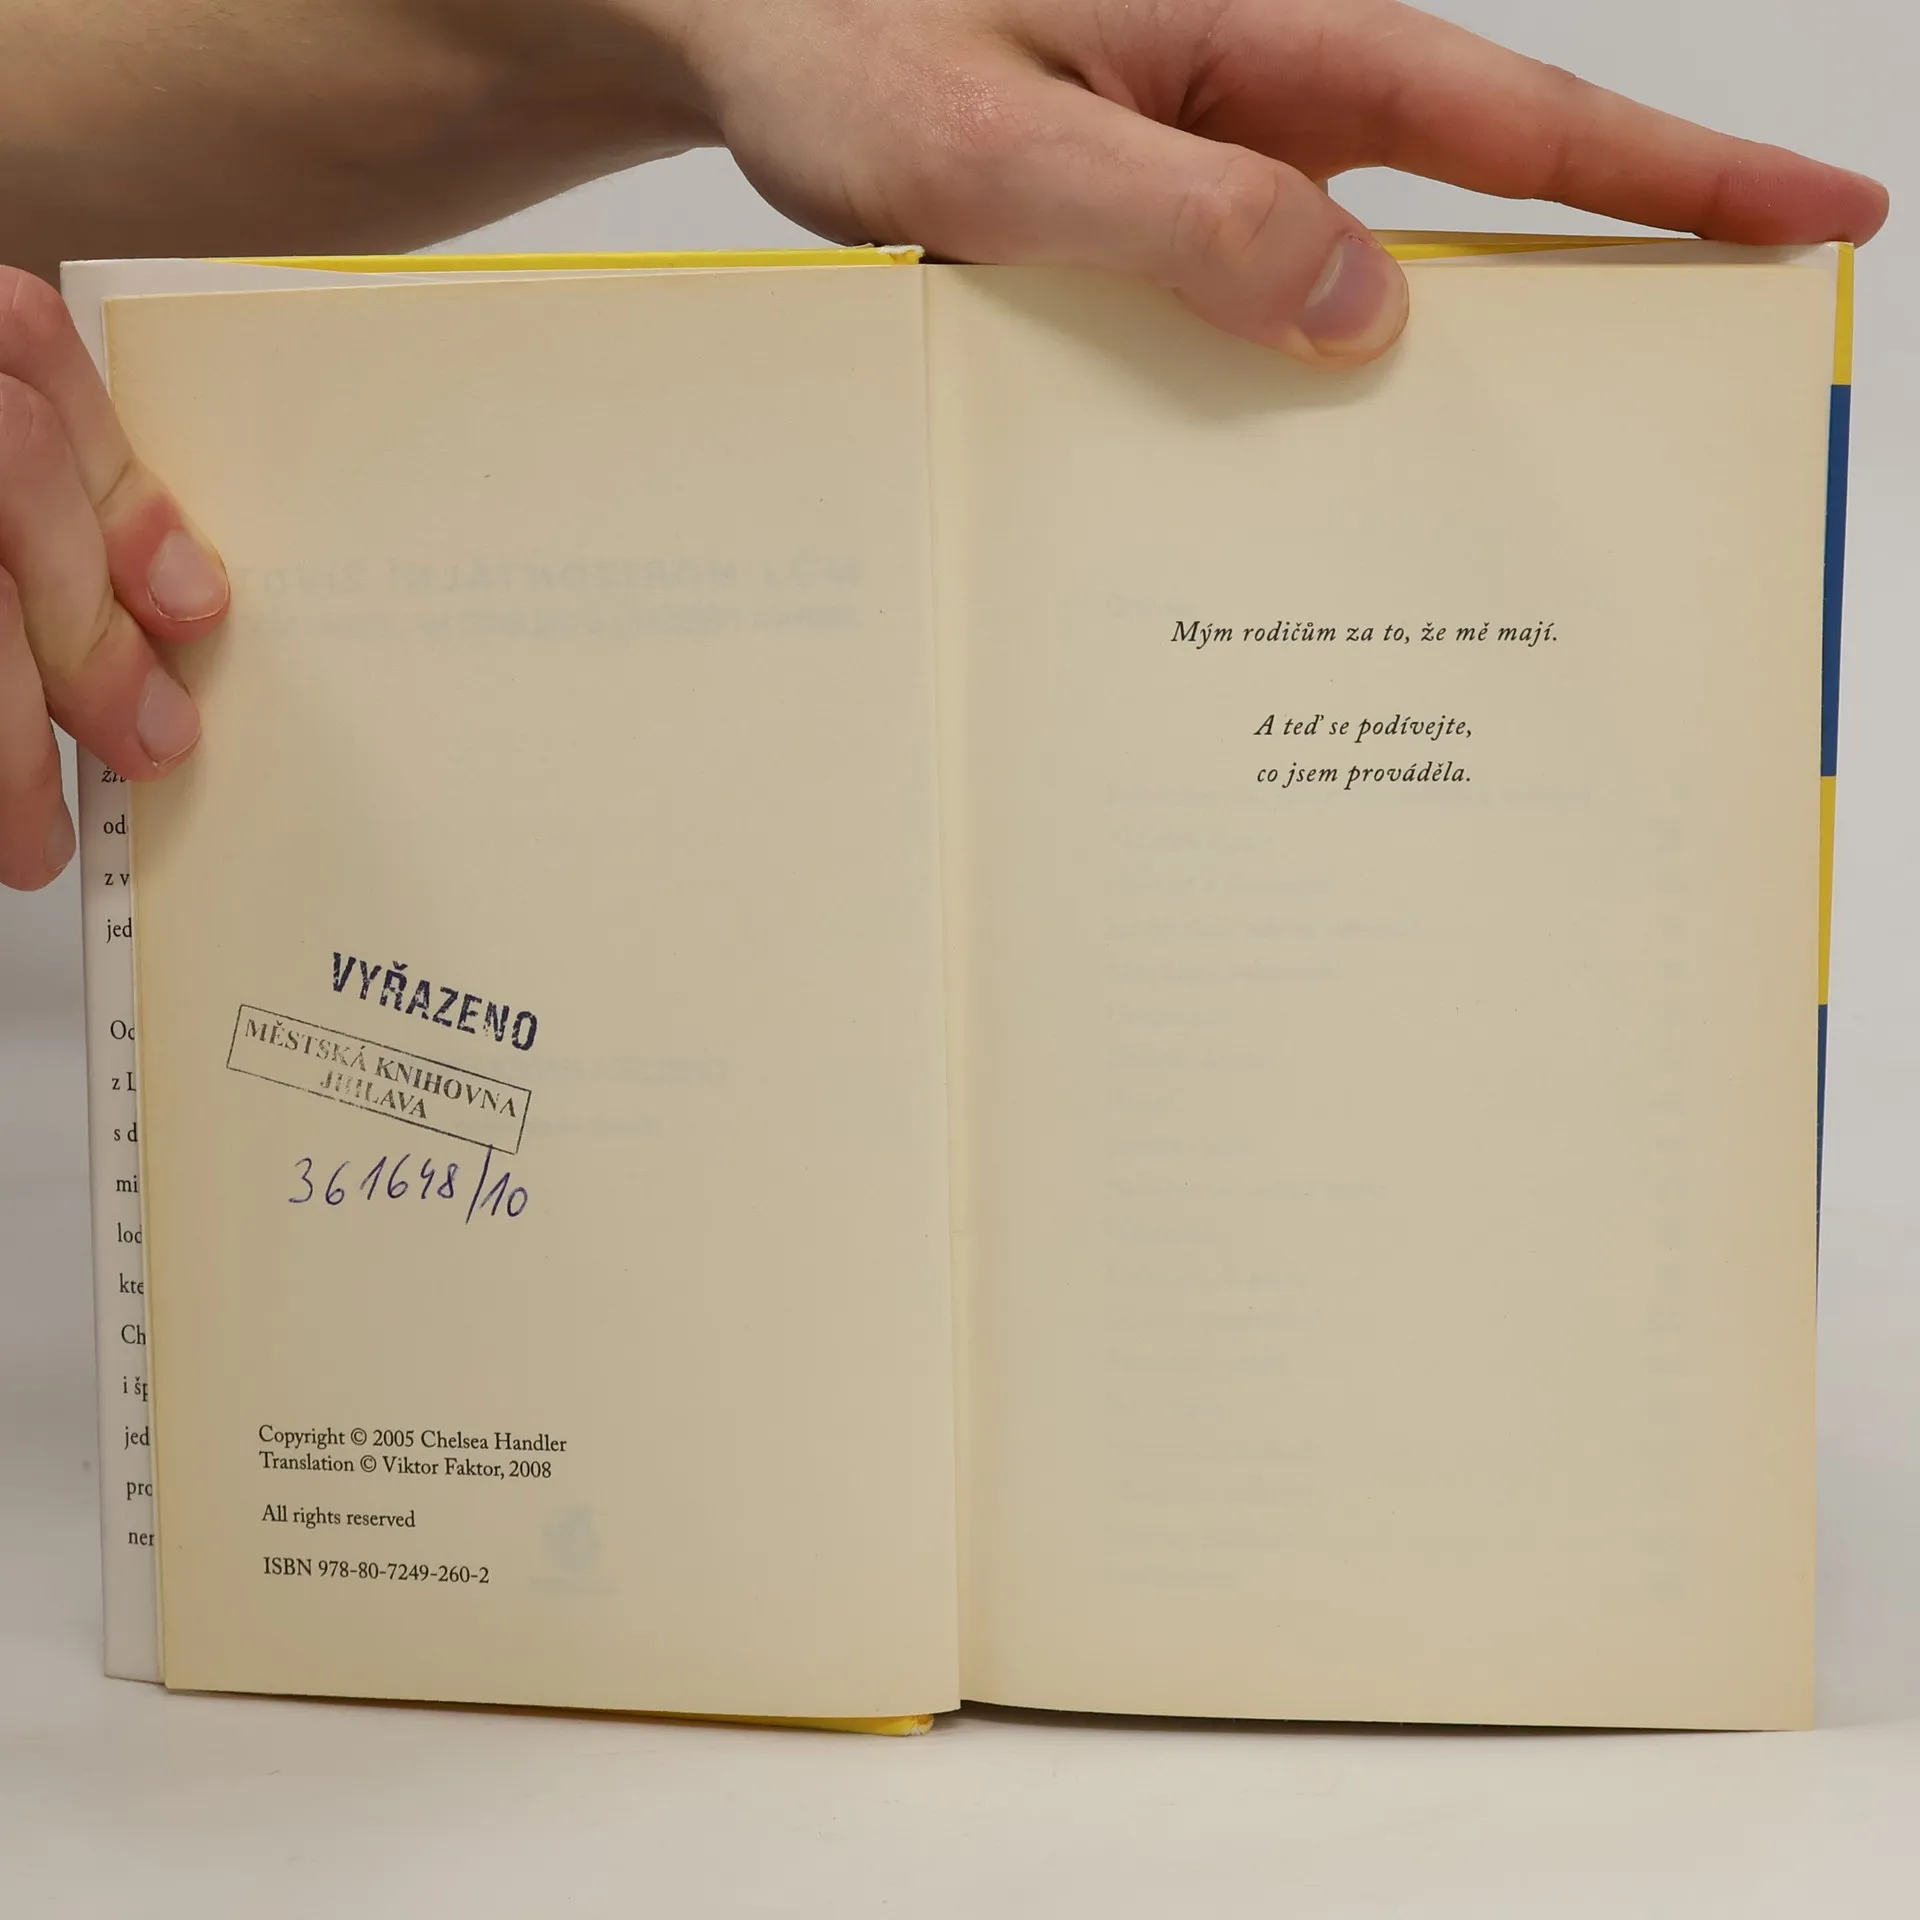 VYŘAZENO
MĚSTSKÁ KNIHOVNA
JIHLAVA
361648/10
Copyright © 2005 Chelsea Handler
Translation © Viktor Faktor, 2008
All rights reserved
ISBN 978-80-7249-260-2
Mým rodičům za to, že mě mají.
A teď se podívejte,
co jsem prováděla.